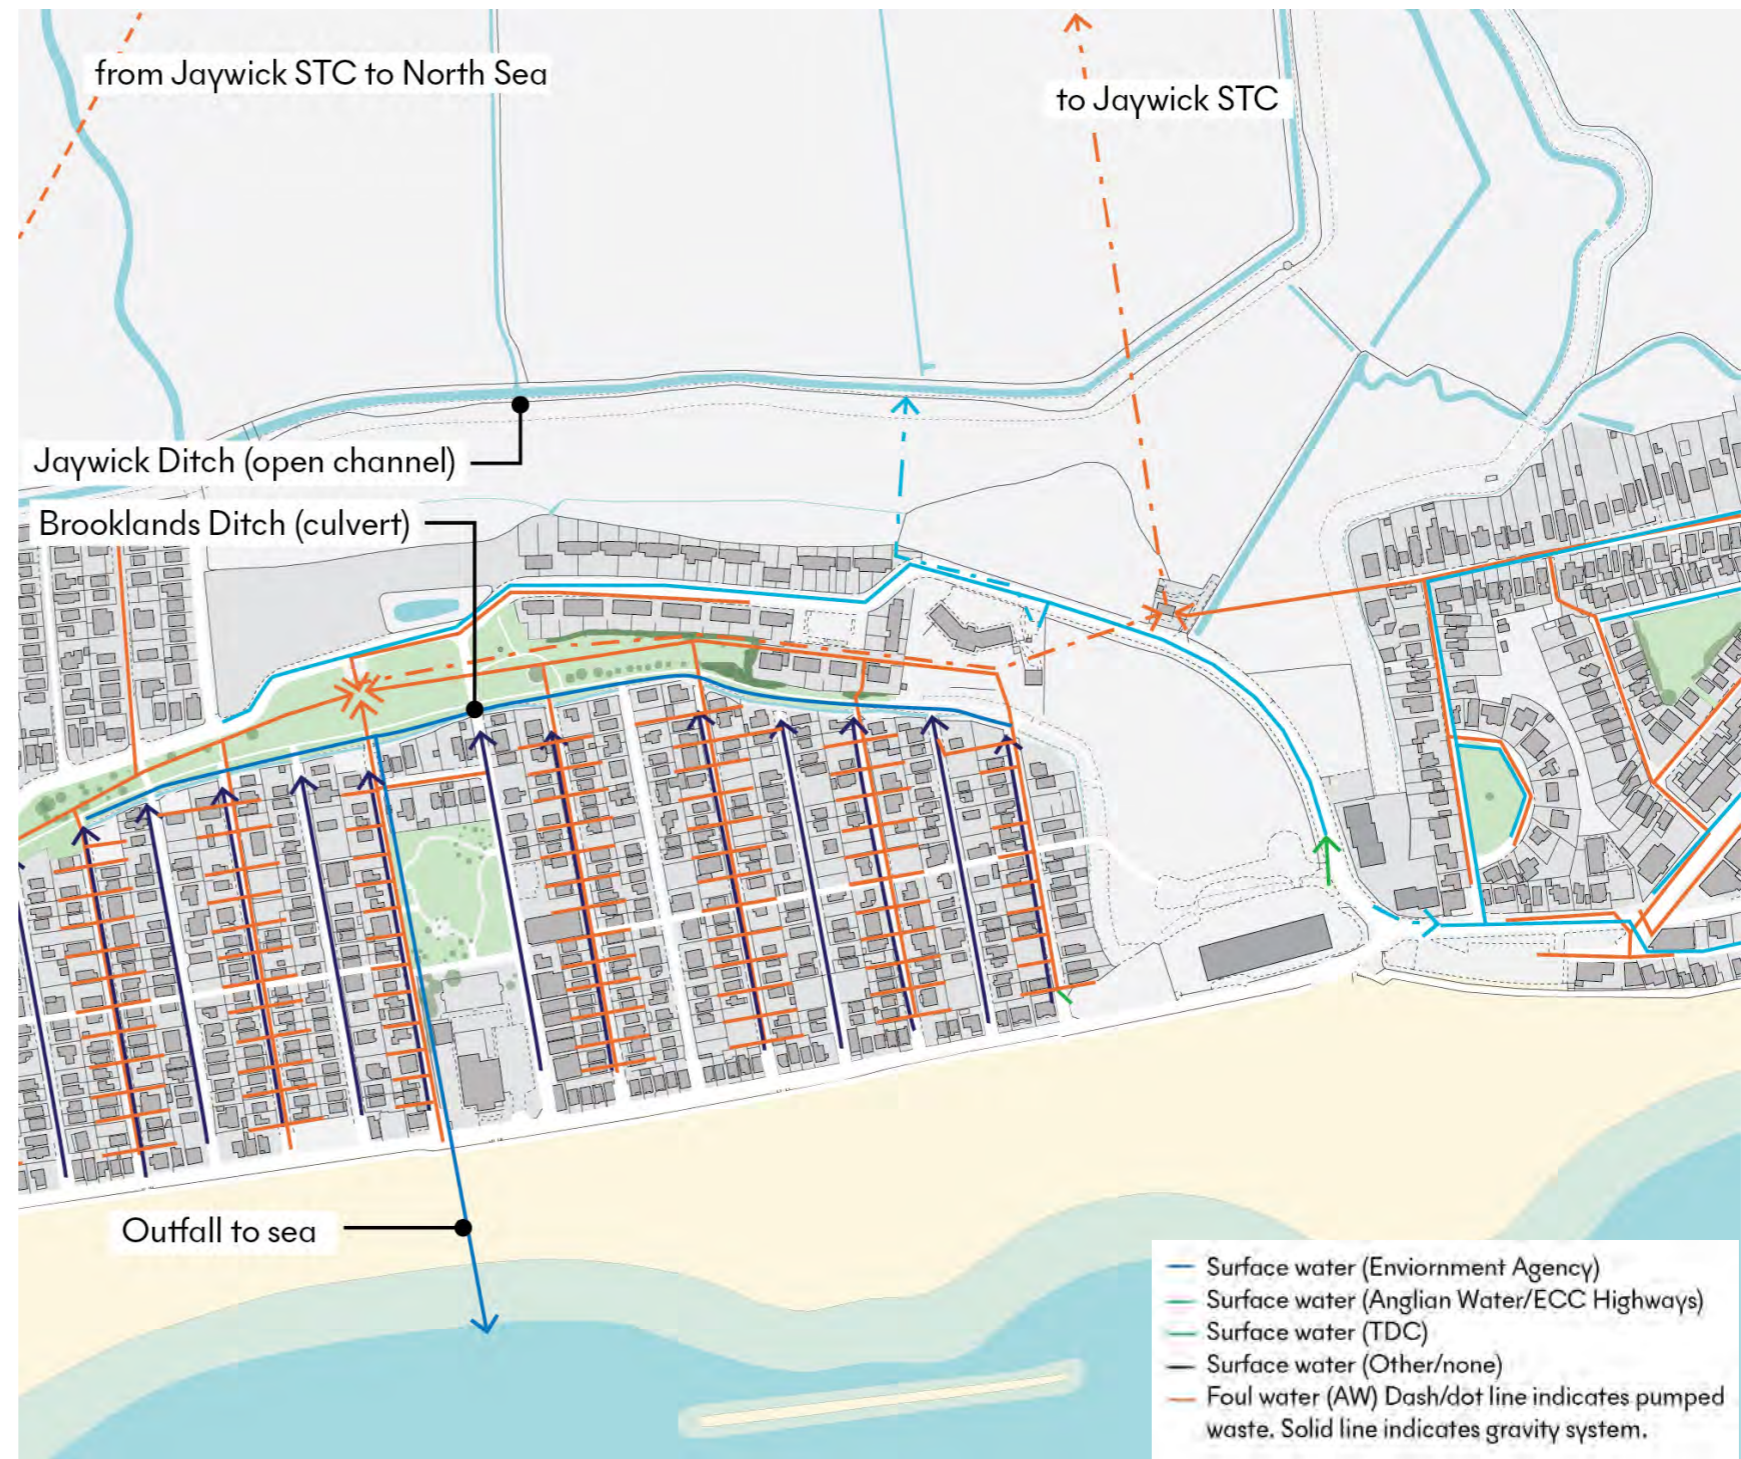 from Jaywick STC to North Sea
to Jaywick STC
Jaywick Ditch (open channel)
Brooklands Ditch (culvert)
Outfall to sea
Surface water (Enviornment Agency)
Surface water (Anglian Water/ECC Highways)
Surface water (TDC)
Surface water (Other/none)
Foul water (AW) Dash/dot line indicates pumped
waste. Solid line indicates gravity system.